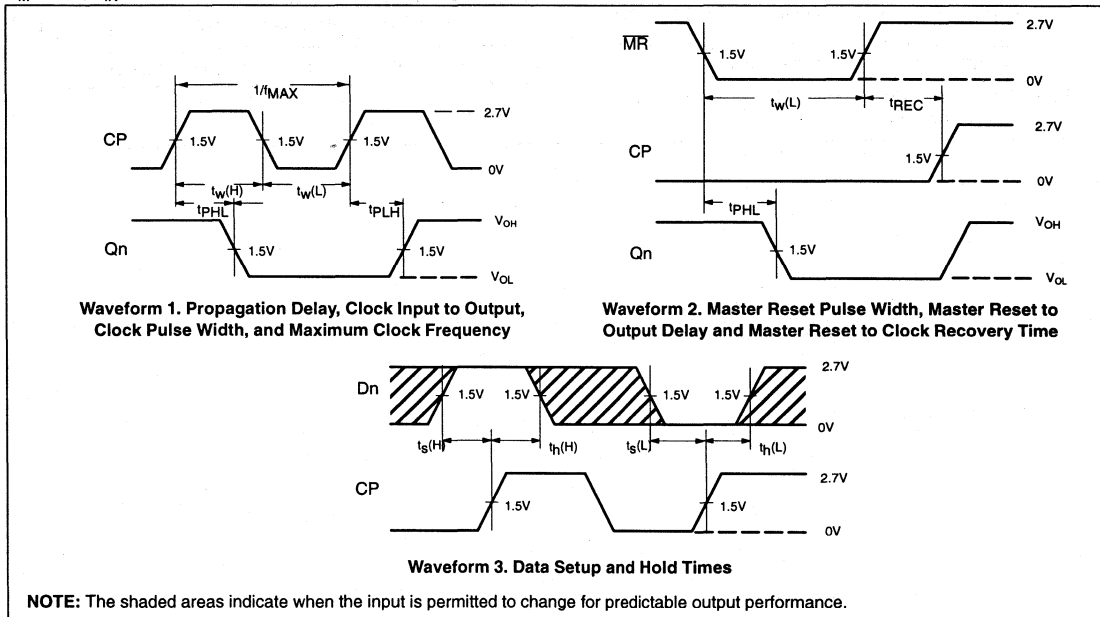 1/fMAX
2.7V
CP
1.5V
1.5V
1.5V
0V
tw(H)
tw(L)
tPHL
tPLH
VOH
Qn
1.5V
1.5V
VOL
Waveform 1. Propagation Delay, Clock Input to Output,
Clock Pulse Width, and Maximum Clock Frequency
2.7V
MR
1.5V
1.5V
0V
tw(L)
tREC
2.7V
CP
1.5V
0V
tPHL
VOH
Qn
1.5V
VOL
Waveform 2. Master Reset Pulse Width, Master Reset to
Output Delay and Master Reset to Clock Recovery Time
2.7V
Dn
1.5V
1.5V
1.5V
1.5V
0V
ts(H)
th(H)
ts(L)
th(L)
2.7V
CP
1.5V
1.5V
0V
Waveform 3. Data Setup and Hold Times
NOTE: The shaded areas indicate when the input is permitted to change for predictable output performance.